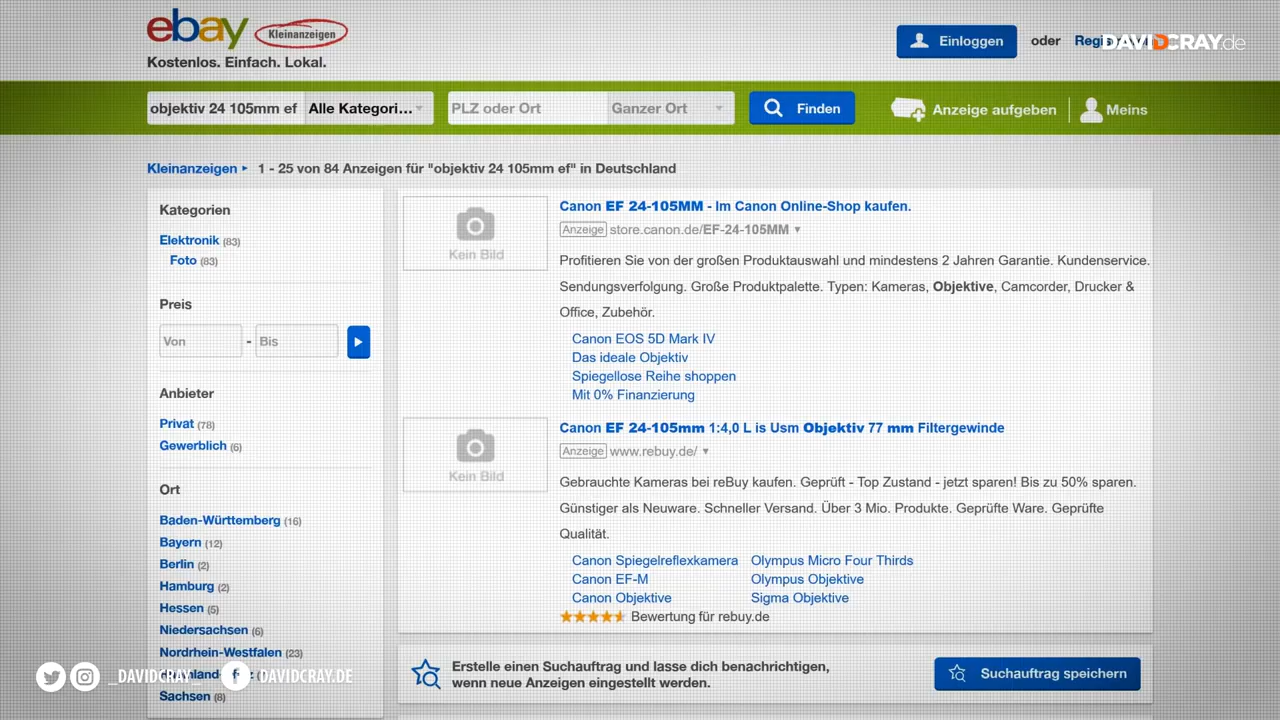 ebay Kleinanzeigen
Kostenlos. Einfach. Lokal.
Einloggen oder
DAVIDCRAY.de
objektiv 24 105mm ef Alle Kategori... PLZ oder Ort Ganzer Ort Finden Anzeige aufgeben Meins
Kleinanzeigen 1 - 25 von 84 Anzeigen für "objektiv 24 105mm ef" in Deutschland
Kategorien
Elektronik (83)
Foto (83)
Preis
Von - Bis
Anbieter
Privat (78)
Gewerblich (6)
Ort
Baden-Württemberg (16)
Bayern (12)
Berlin (2)
Hamburg (2)
Hessen (5)
Niedersachsen (6)
Nordrhein-Westfalen (23)
Sachsen (8)
_DAVIDCRAY_ DAVIDCRAY.DE
Kein Bild
Canon EF 24-105MM - Im Canon Online-Shop kaufen.
Anzeige store.canon.de/EF-24-105MM
Profitieren Sie von der großen Produktauswahl und mindestens 2 Jahren Garantie. Kundenservice.
Sendungsverfolgung. Große Produktpalette. Typen: Kameras, Objektive, Camcorder, Drucker &
Office, Zubehör.
Canon EOS 5D Mark IV
Das ideale Objektiv
Spiegellose Reihe shoppen
Mit 0% Finanzierung
Kein Bild
Canon EF 24-105mm 1:4,0 L is Usm Objektiv 77 mm Filtergewinde
Anzeige www.rebuy.de/
Gebrauchte Kameras bei reBuy kaufen. Geprüft - Top Zustand - jetzt sparen! Bis zu 50% sparen.
Günstiger als Neuware. Schneller Versand. Über 3 Mio. Produkte. Geprüfte Ware. Geprüfte
Qualität.
Canon Spiegelreflexkamera Olympus Micro Four Thirds
Canon EF-M Olympus Objektive
Canon Objektive Sigma Objektive
Bewertung für rebuy.de
Erstelle einen Suchauftrag und lasse dich benachrichtigen,
wenn neue Anzeigen eingestellt werden.
Suchauftrag speichern